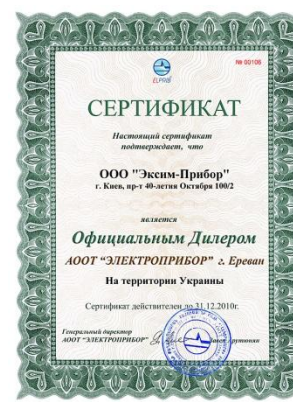 ELPRIB
№ 00106
СЕРТИФИКАТ
Настоящий сертификат
подтверждает, что
ООО "Эксим-Прибор"
г. Киев, пр-т 40-летия Октября 100/2
является
Официальным Дилером
АООТ "ЭЛЕКТРОПРИБОР" г. Ереван
На территории Украины
Сертификат действителен до 31.12.2010г.
Генеральный директор
АООТ "ЭЛЕКТРОПРИБОР"